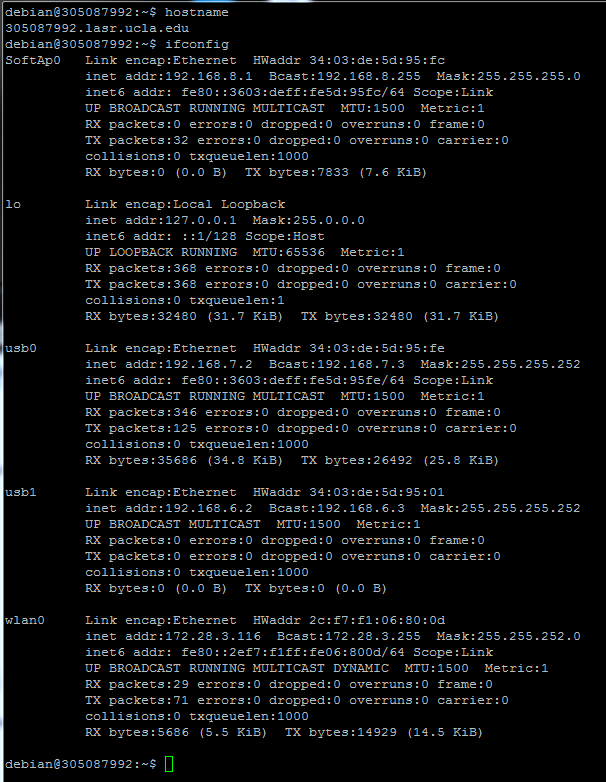 debian@305087992:~$ hostname
305087992.lasr.ucla.edu
debian@305087992:~$ ifconfig
SoftAp0   Link encap:Ethernet  HWaddr 34:03:de:5d:95:fc
          inet addr:192.168.8.1  Bcast:192.168.8.255  Mask:255.255.255.0
          inet6 addr: fe80::3603:deff:fe5d:95fc/64 Scope:Link
          UP BROADCAST RUNNING MULTICAST  MTU:1500  Metric:1
          RX packets:0 errors:0 dropped:0 overruns:0 frame:0
          TX packets:32 errors:0 dropped:0 overruns:0 carrier:0
          collisions:0 txqueuelen:1000
          RX bytes:0 (0.0 B)  TX bytes:7833 (7.6 KiB)

lo        Link encap:Local Loopback
          inet addr:127.0.0.1  Mask:255.0.0.0
          inet6 addr: ::1/128 Scope:Host
          UP LOOPBACK RUNNING  MTU:65536  Metric:1
          RX packets:368 errors:0 dropped:0 overruns:0 frame:0
          TX packets:368 errors:0 dropped:0 overruns:0 carrier:0
          collisions:0 txqueuelen:1
          RX bytes:32480 (31.7 KiB)  TX bytes:32480 (31.7 KiB)

usb0      Link encap:Ethernet  HWaddr 34:03:de:5d:95:fe
          inet addr:192.168.7.2  Bcast:192.168.7.3  Mask:255.255.255.252
          inet6 addr: fe80::3603:deff:fe5d:95fe/64 Scope:Link
          UP BROADCAST RUNNING MULTICAST  MTU:1500  Metric:1
          RX packets:346 errors:0 dropped:0 overruns:0 frame:0
          TX packets:125 errors:0 dropped:0 overruns:0 carrier:0
          collisions:0 txqueuelen:1000
          RX bytes:35686 (34.8 KiB)  TX bytes:26492 (25.8 KiB)

usb1      Link encap:Ethernet  HWaddr 34:03:de:5d:95:01
          inet addr:192.168.6.2  Bcast:192.168.6.3  Mask:255.255.255.252
          UP BROADCAST MULTICAST  MTU:1500  Metric:1
          RX packets:0 errors:0 dropped:0 overruns:0 frame:0
          TX packets:0 errors:0 dropped:0 overruns:0 carrier:0
          collisions:0 txqueuelen:1000
          RX bytes:0 (0.0 B)  TX bytes:0 (0.0 B)

wlan0     Link encap:Ethernet  HWaddr 2c:f7:f1:06:80:0d
          inet addr:172.28.3.116  Bcast:172.28.3.255  Mask:255.255.252.0
          inet6 addr: fe80::2ef7:f1ff:fe06:800d/64 Scope:Link
          UP BROADCAST RUNNING MULTICAST DYNAMIC  MTU:1500  Metric:1
          RX packets:29 errors:0 dropped:0 overruns:0 frame:0
          TX packets:71 errors:0 dropped:0 overruns:0 carrier:0
          collisions:0 txqueuelen:1000
          RX bytes:5686 (5.5 KiB)  TX bytes:14929 (14.5 KiB)

debian@305087992:~$